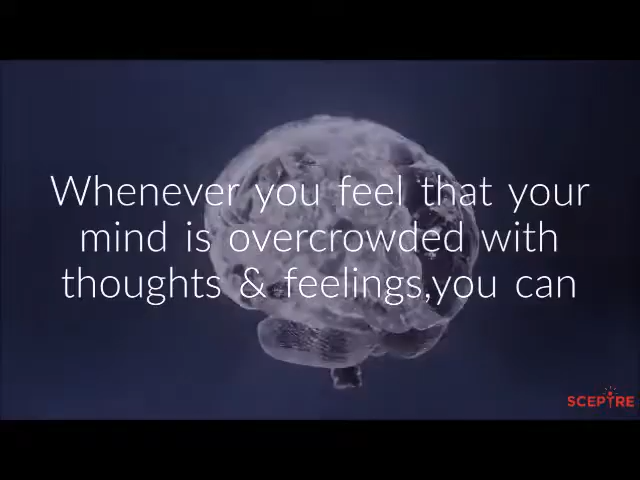 Whenever you feel that your
mind is overcrowded with
thoughts & feelings,you can
SCEPTRE